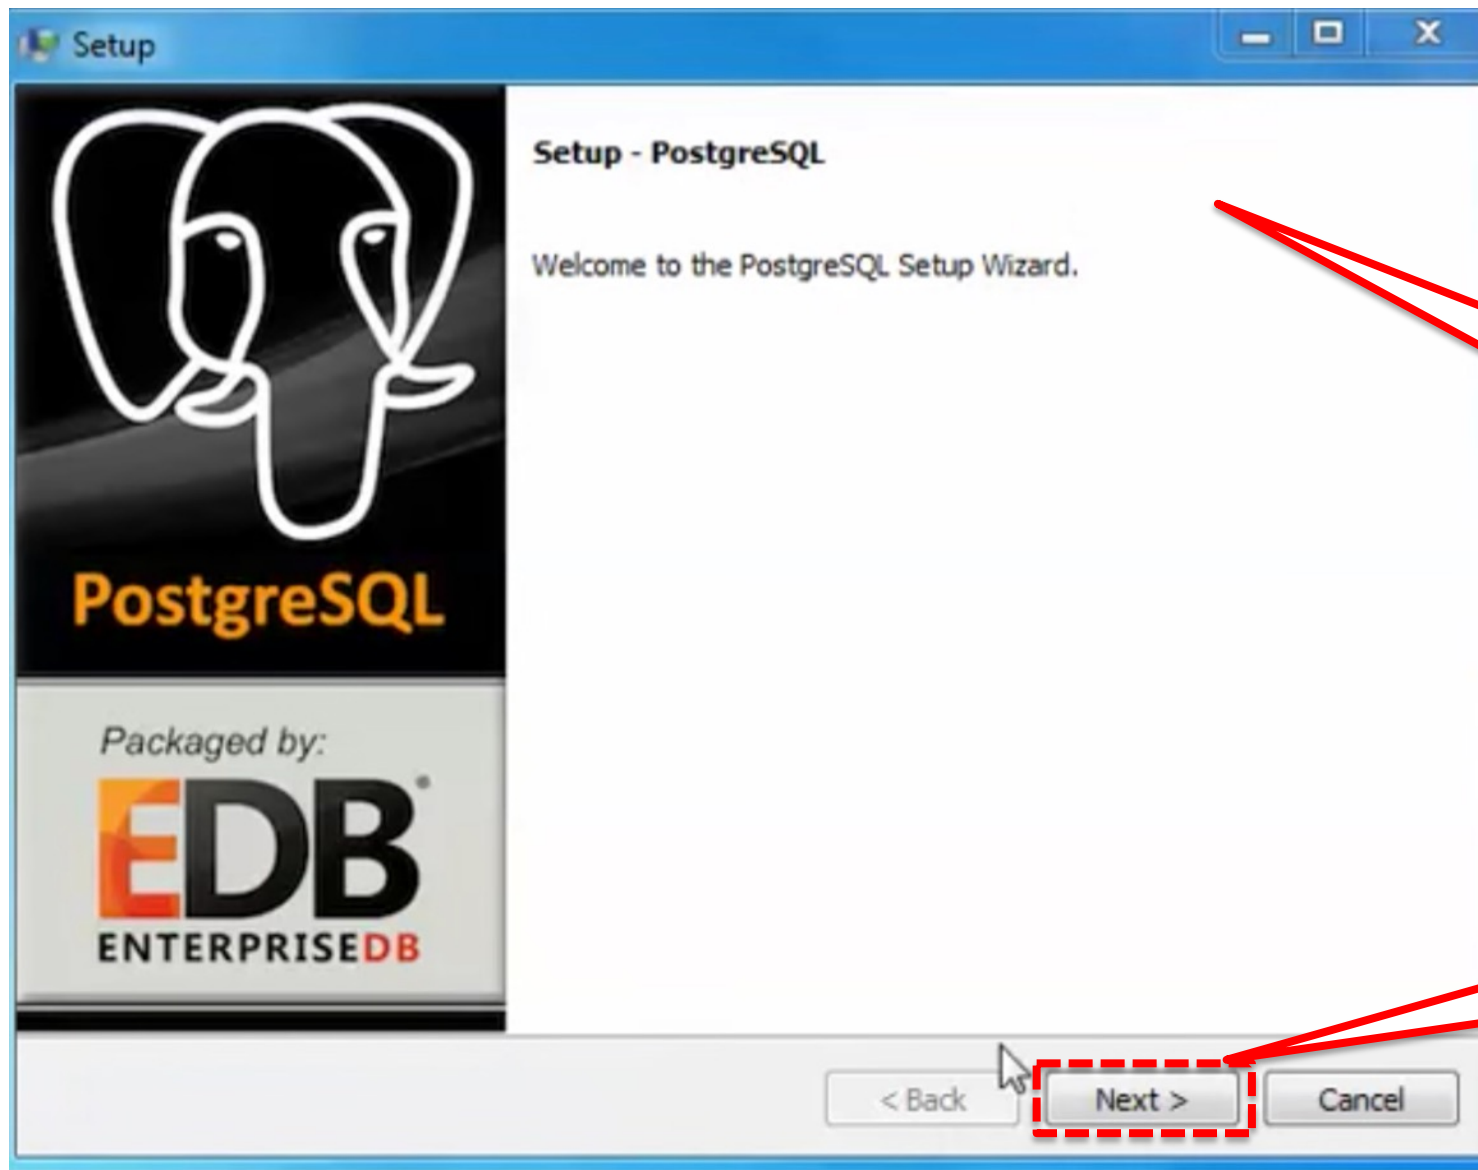 Setup
Setup - PostgreSQL
Welcome to the PostgreSQL Setup Wizard.
PostgreSQL
Packaged by:
EDB®
ENTERPRISEDB
< Back
Next >
Cancel